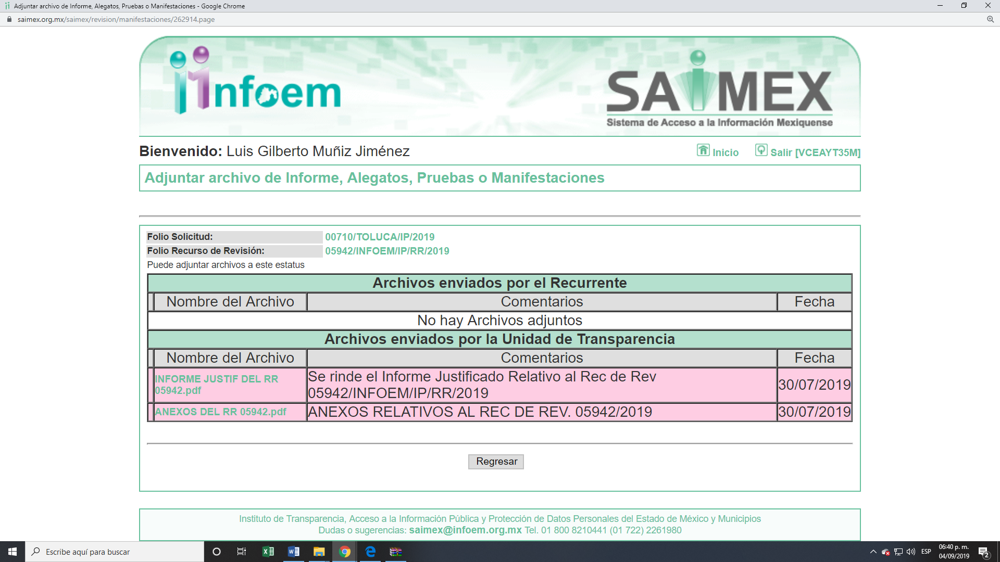 Adjuntar archivo de Informe, Alegatos, Pruebas o Manifestaciones - Google Chrome
saimex.org.mx/saimex/revision/manifestaciones/262914.page
infoem
SAIMEX
Sistema de Acceso a la Información Mexiquense
Bienvenido: Luis Gilberto Muñiz Jiménez
Inicio
Salir [VCEAYT35M]
Adjuntar archivo de Informe, Alegatos, Pruebas o Manifestaciones
Folio Solicitud: 00710/TOLUCA/IP/2019
Folio Recurso de Revisión: 05942/INFOEM/IP/RR/2019
Puede adjuntar archivos a este estatus
Archivos enviados por el Recurrente
Nombre del Archivo Comentarios Fecha
No hay Archivos adjuntos
Archivos enviados por la Unidad de Transparencia
Nombre del Archivo Comentarios Fecha
INFORME JUSTIF DEL RR
05942.pdf
Se rinde el Informe Justificado Relativo al Rec de Rev
05942/INFOEM/IP/RR/2019
30/07/2019
ANEXOS DEL RR 05942.pdf ANEXOS RELATIVOS AL REC DE REV. 05942/2019 30/07/2019
Regresar
Instituto de Transparencia, Acceso a la Información Pública y Protección de Datos Personales del Estado de México y Municipios
Dudas o sugerencias: saimex@infoem.org.mx Tel. 01 800 8210441 (01 722) 2261980
Escribe aquí para buscar
ESP
06:40 p. m.
04/09/2019
2